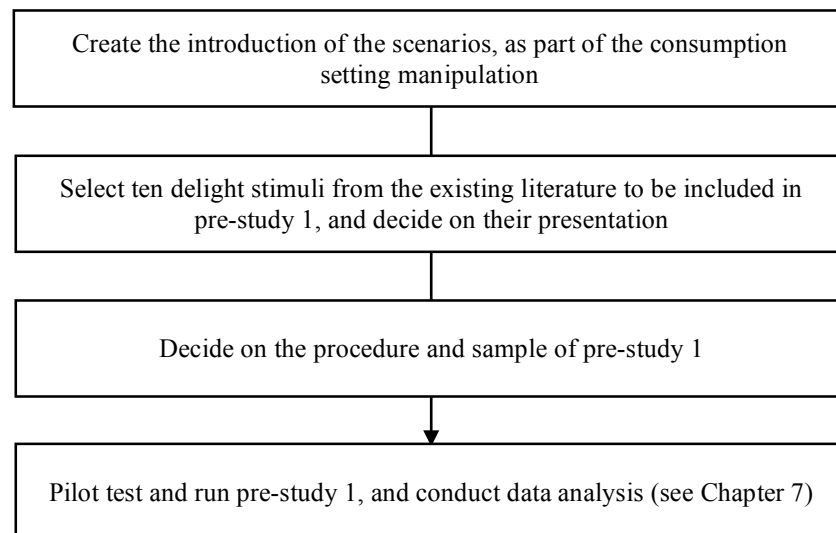 Create the introduction of the scenarios, as part of the consumption
setting manipulation
Select ten delight stimuli from the existing literature to be included in
pre-study 1, and decide on their presentation
Decide on the procedure and sample of pre-study 1
Pilot test and run pre-study 1, and conduct data analysis (see Chapter 7)